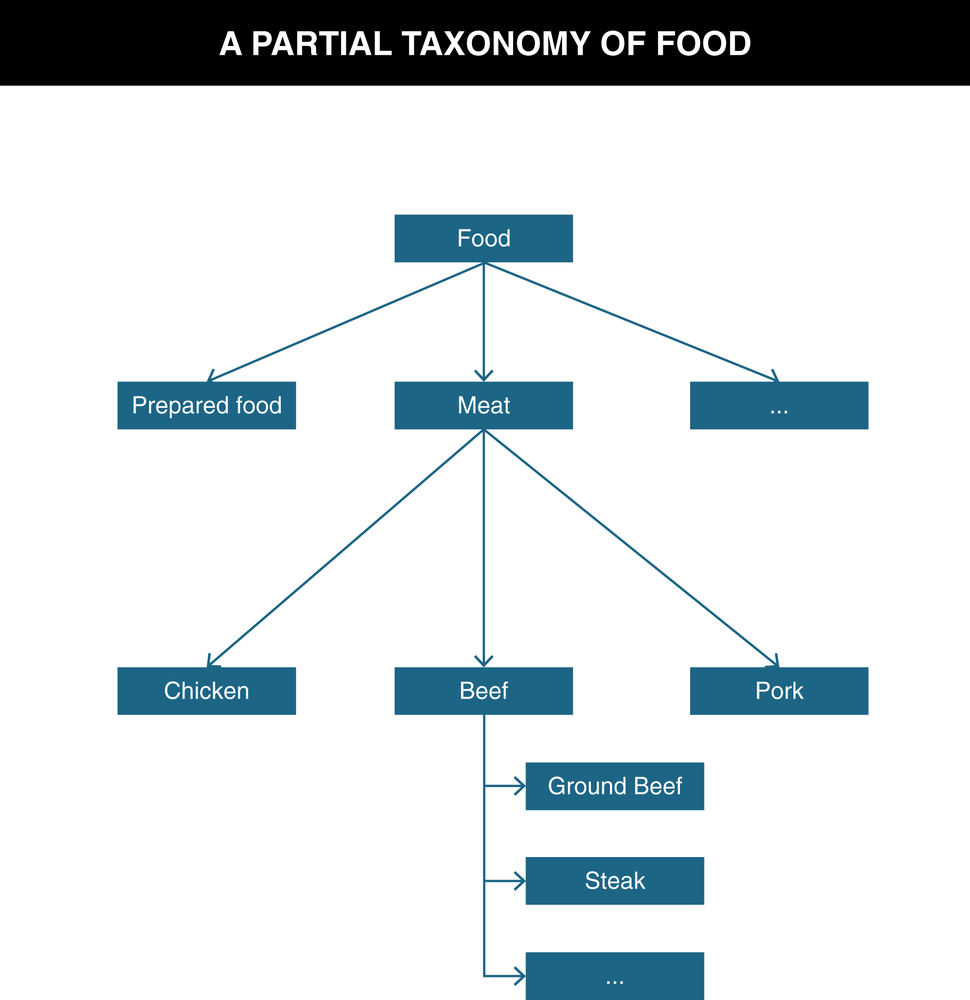 A PARTIAL TAXONOMY OF FOOD
Food
Prepared food
Meat
...
Chicken
Beef
Pork
Ground Beef
Steak
...